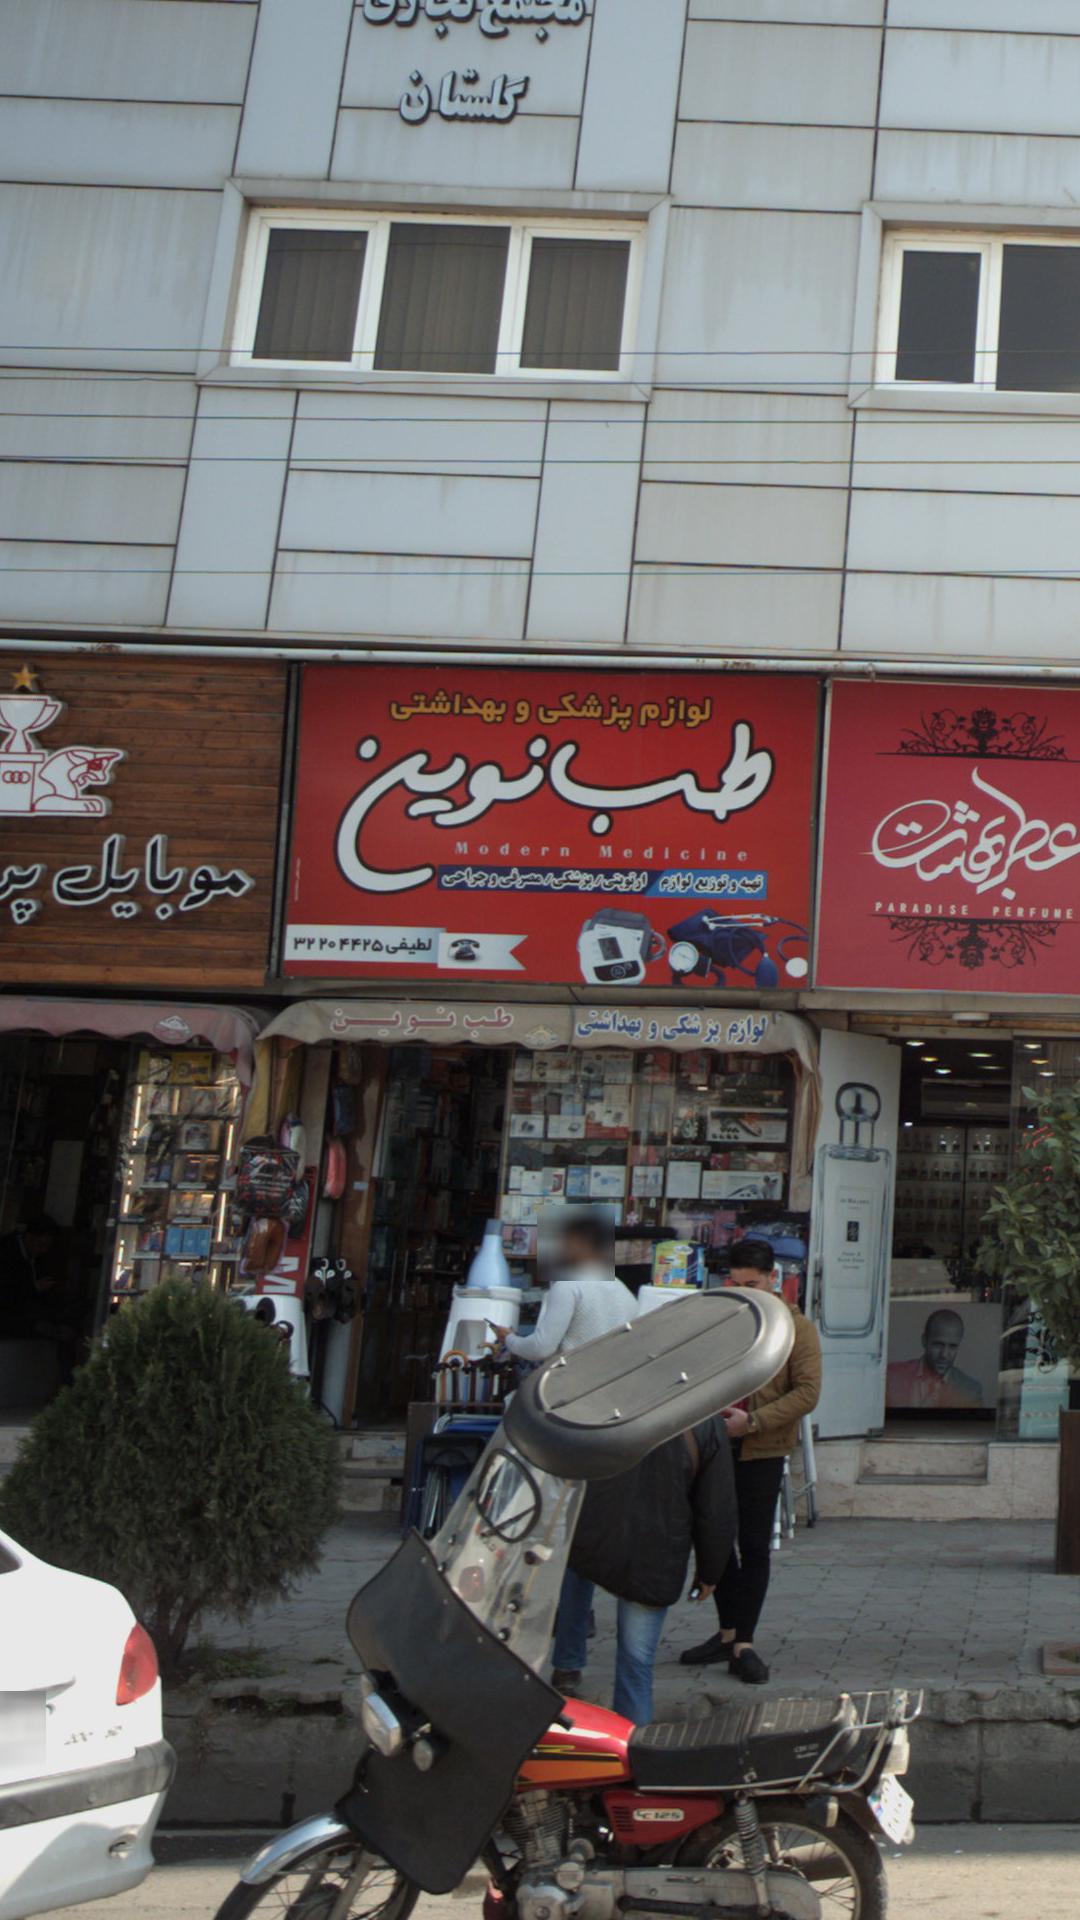 مجتمع تجاری
گلستان
لوازم پزشکی و بهداشتی
طب نوین
Modern Medicine
تهیه و توزیع لوازم ارتوپدی/پزشکی/مصرفی و جراحی
لطیفی ۳۲۲۰۴۴۲۵
موبایل
عطر بهشت
PARADISE PERFUME
لوازم پزشکی و بهداشتی
طب نوین
CC125